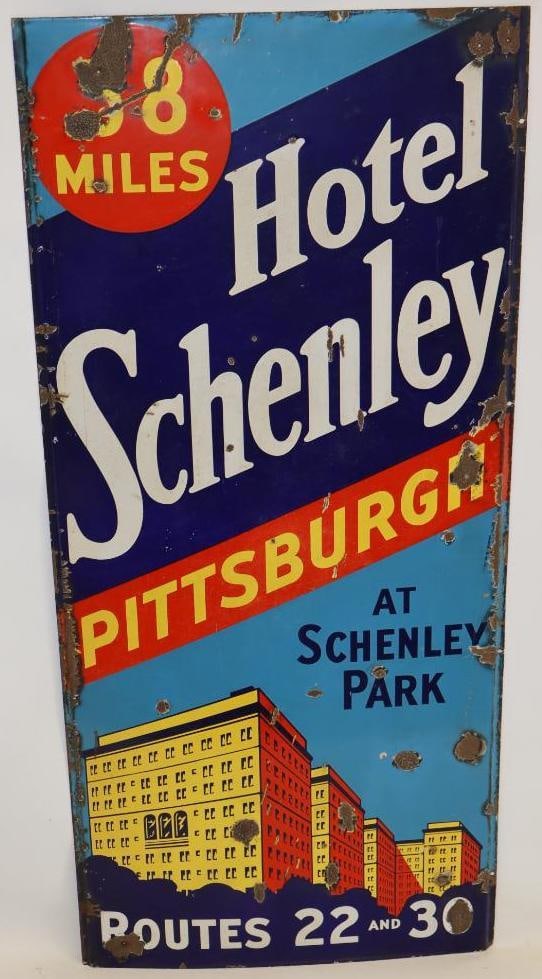 MILES
Hotel
Schenley
PITTSBURGH
AT
SCHENLEY
PARK
ROUTES 22 AND 30